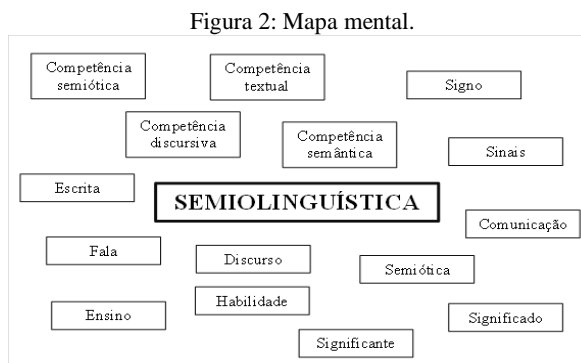 Figura 2: Mapa mental.
Competência
semiótica
Competência
textual
Signo
Competência
discursiva
Competência
semântica
Sinais
Escrita
SEMIOLINGUÍSTICA
Comunicação
Fala
Discurso
Semiótica
Habilidade
Ensino
Significado
Significante